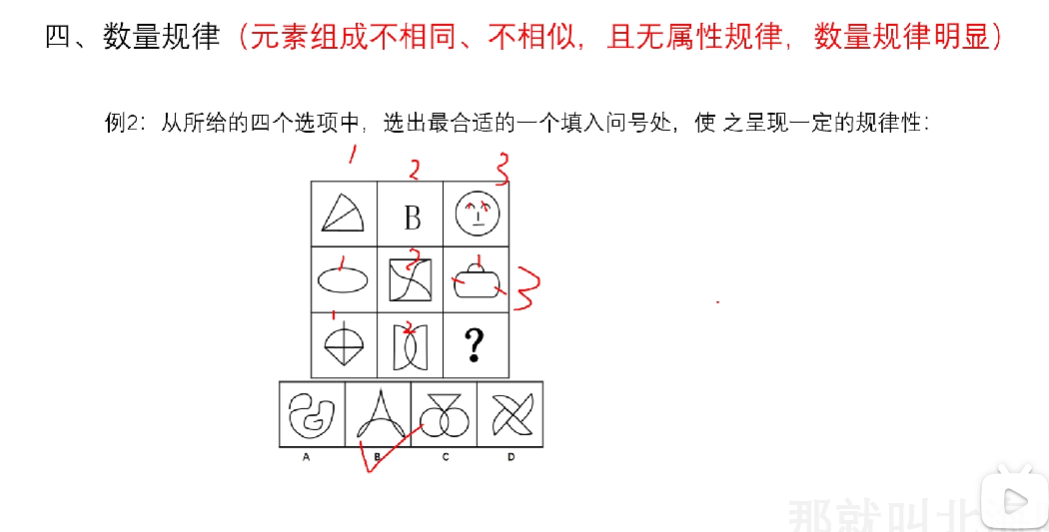 四、数量规律（元素组成不相同、不相似，且无属性规律，数量规律明显）
例2：从所给的四个选项中，选出最合适的一个填入问号处，使 之呈现一定的规律性：
1 2 3
B
1 2 1 3
1 2 ?
A B C D
那就叫北